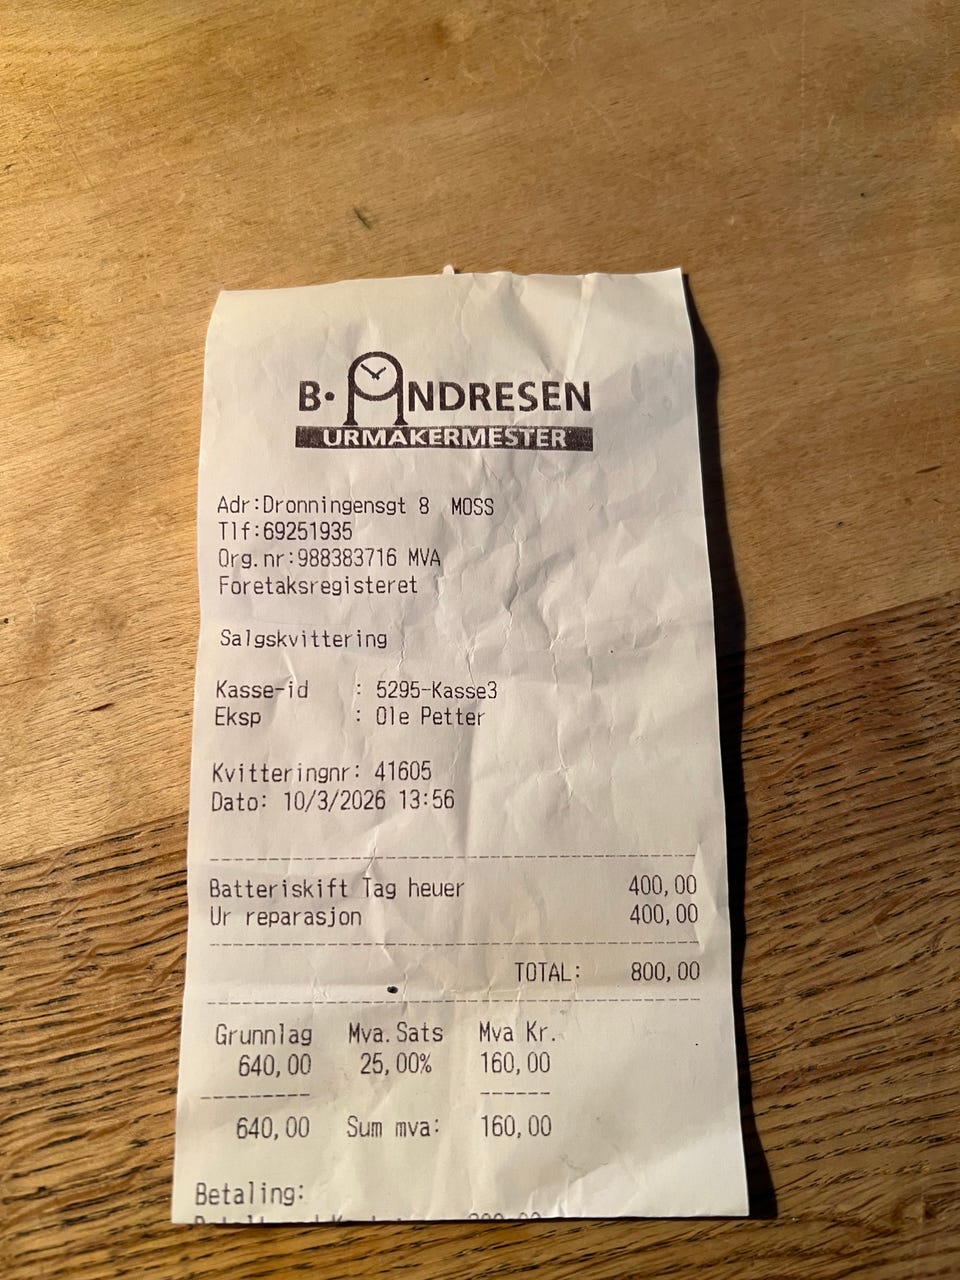 B. ANDRESEN
URMAKERMESTER
Adr:Dronningensgt 8 MOSS
Tlf:69251935
Org.nr:988383716 MVA
Foretaksregisteret
Salgskvittering
Kasse-id : 5295-Kasse3
Eksp : Ole Petter
Kvitteringnr: 41605
Dato: 10/3/2026 13:56
Batteriskift Tag heuer 400,00
Ur reparasjon 400,00
TOTAL: 800,00
Grunnlag Mva.Sats Mva Kr.
640,00 25,00% 160,00
640,00 Sum mva: 160,00
Betaling: